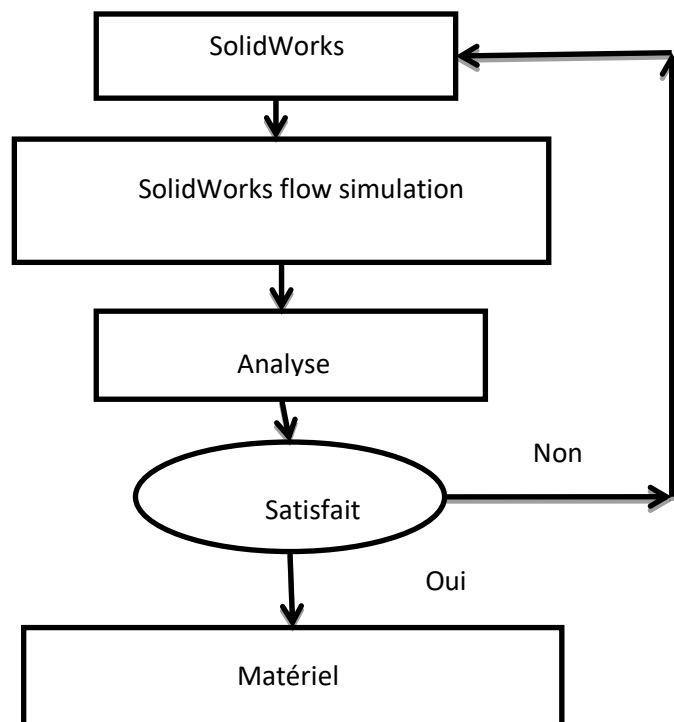 SolidWorks
SolidWorks flow simulation
Analyse
Non
Satisfait
Oui
Matériel